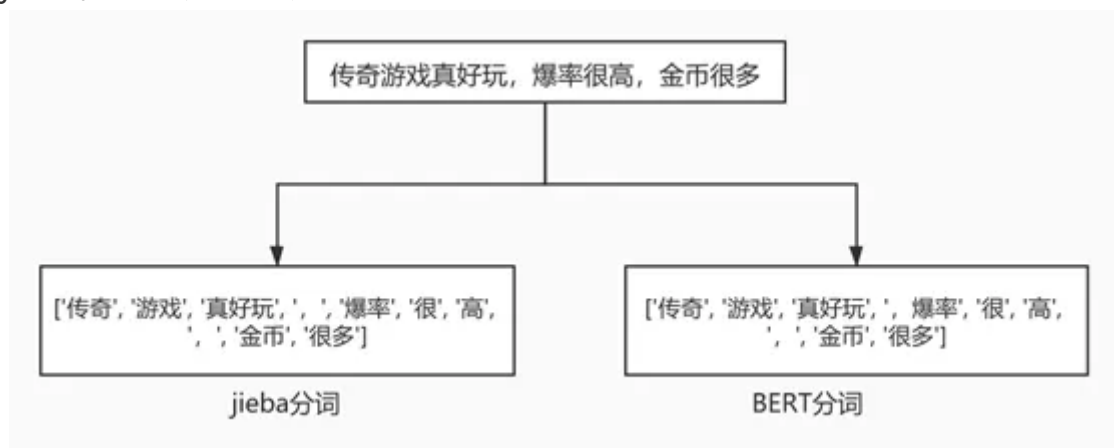 传奇游戏真好玩，爆率很高，金币很多
['传奇', '游戏', '真好玩', '，', '爆率', '很', '高',
'，', '金币', '很多']
['传奇', '游戏', '真好玩', '，爆率', '很', '高',
'，', '金币', '很多']
jieba分词
BERT分词